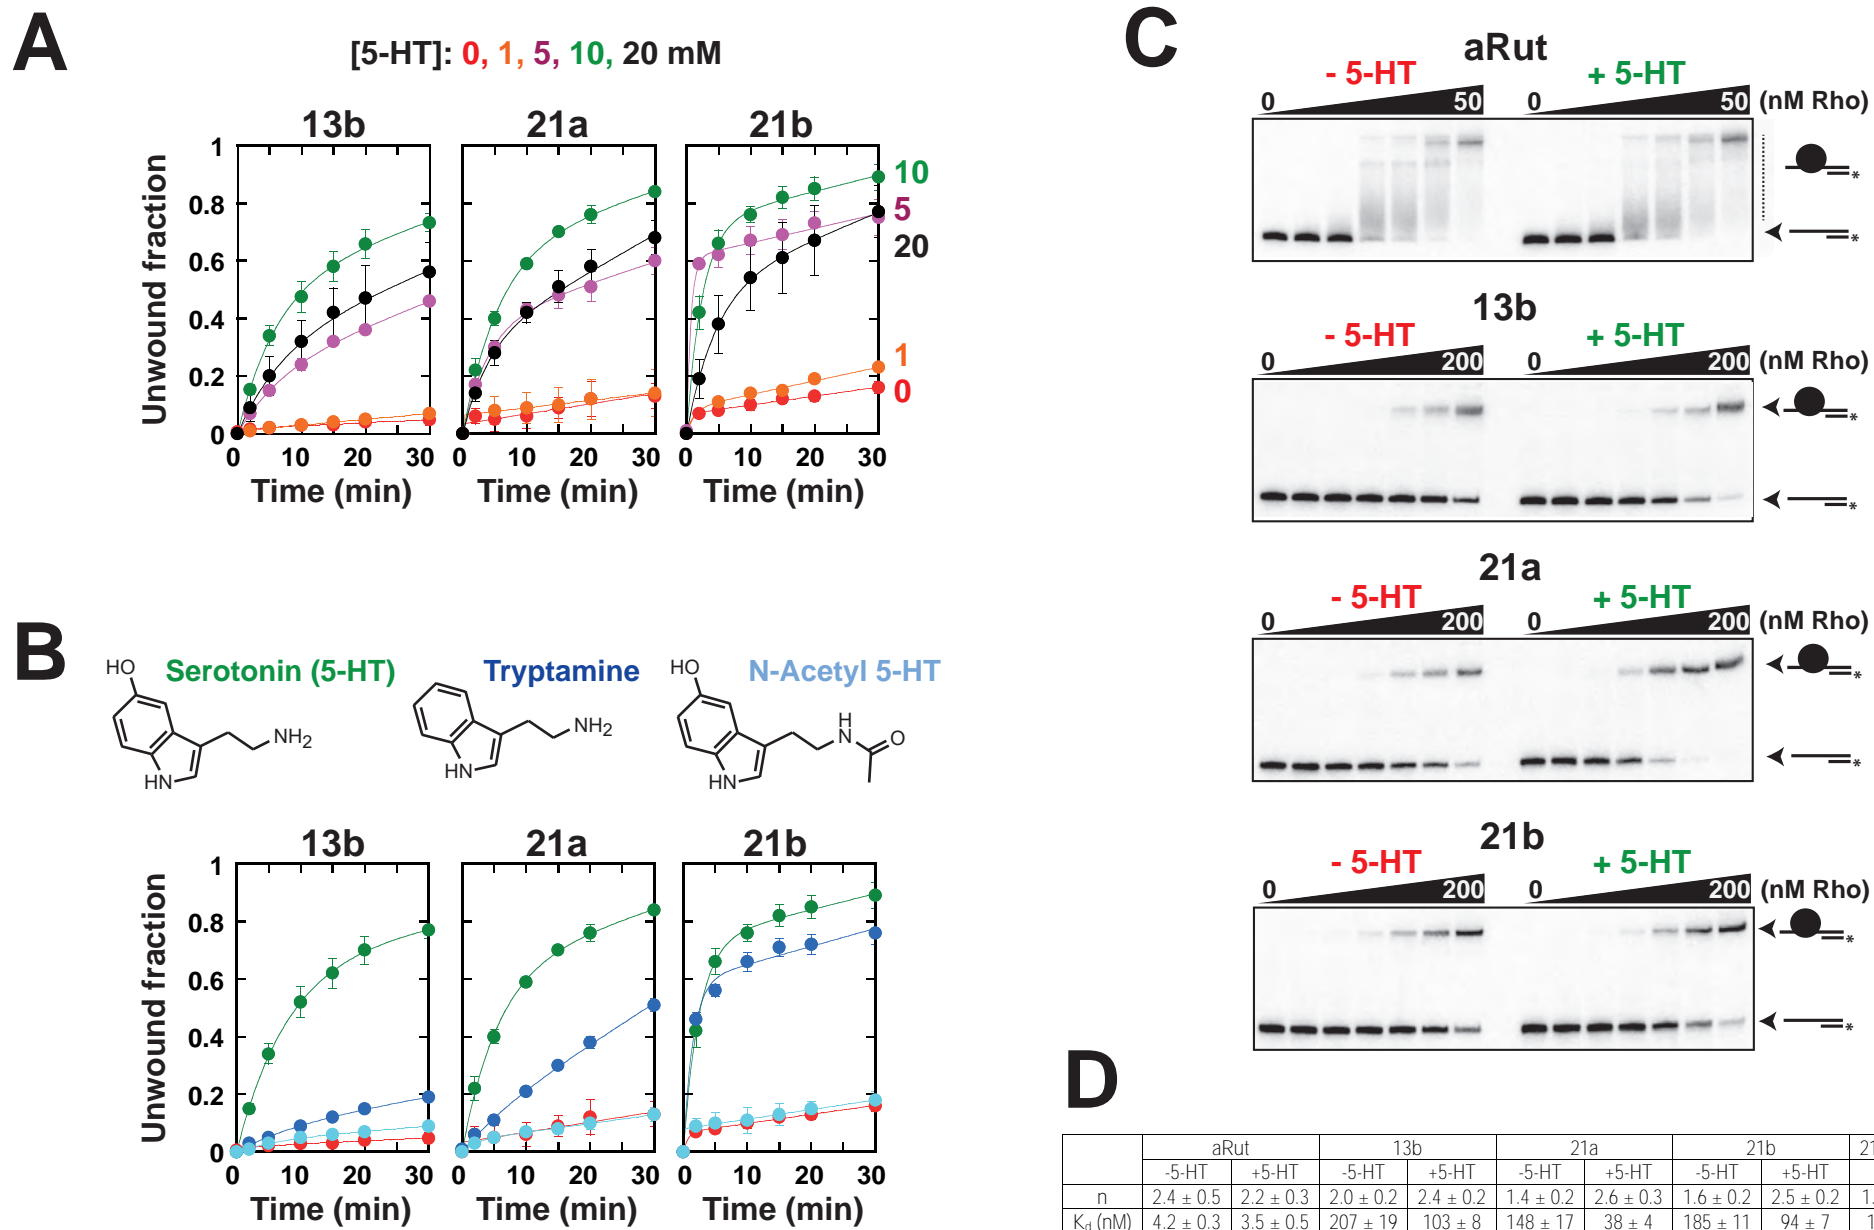 A
[5-HT]: 0, 1, 5, 10, 20 mM
13b 21a 21b
Unwound fraction
1
0.8
0.6
0.4
0.2
0
10
5
20
1
0
0 10 20 30 0 10 20 30 0 10 20 30
Time (min) Time (min) Time (min)
B
HO Serotonin (5-HT) NH2 HN
Tryptamine NH2 HN
HO N-Acetyl 5-HT H N O HN
13b 21a 21b
Unwound fraction
1
0.8
0.6
0.4
0.2
0
0 10 20 30 0 10 20 30 0 10 20 30
Time (min) Time (min) Time (min)
C
aRut
- 5-HT + 5-HT
0 50 0 50 (nM Rho)
*
*
13b
- 5-HT + 5-HT
0 200 0 200 (nM Rho)
*
*
21a
- 5-HT + 5-HT
0 200 0 200 (nM Rho)
*
*
21b
- 5-HT + 5-HT
0 200 0 200 (nM Rho)
*
*
D
aRut 13b 21a 21b
-5-HT +5-HT -5-HT +5-HT -5-HT +5-HT -5-HT +5-HT
n 2.4 ± 0.5 2.2 ± 0.3 2.0 ± 0.2 2.4 ± 0.2 1.4 ± 0.2 2.6 ± 0.3 1.6 ± 0.2 2.5 ± 0.2
Kd (nM) 4.2 ± 0.3 3.5 ± 0.5 207 ± 19 103 ± 8 148 ± 17 38 ± 4 185 ± 11 94 ± 7